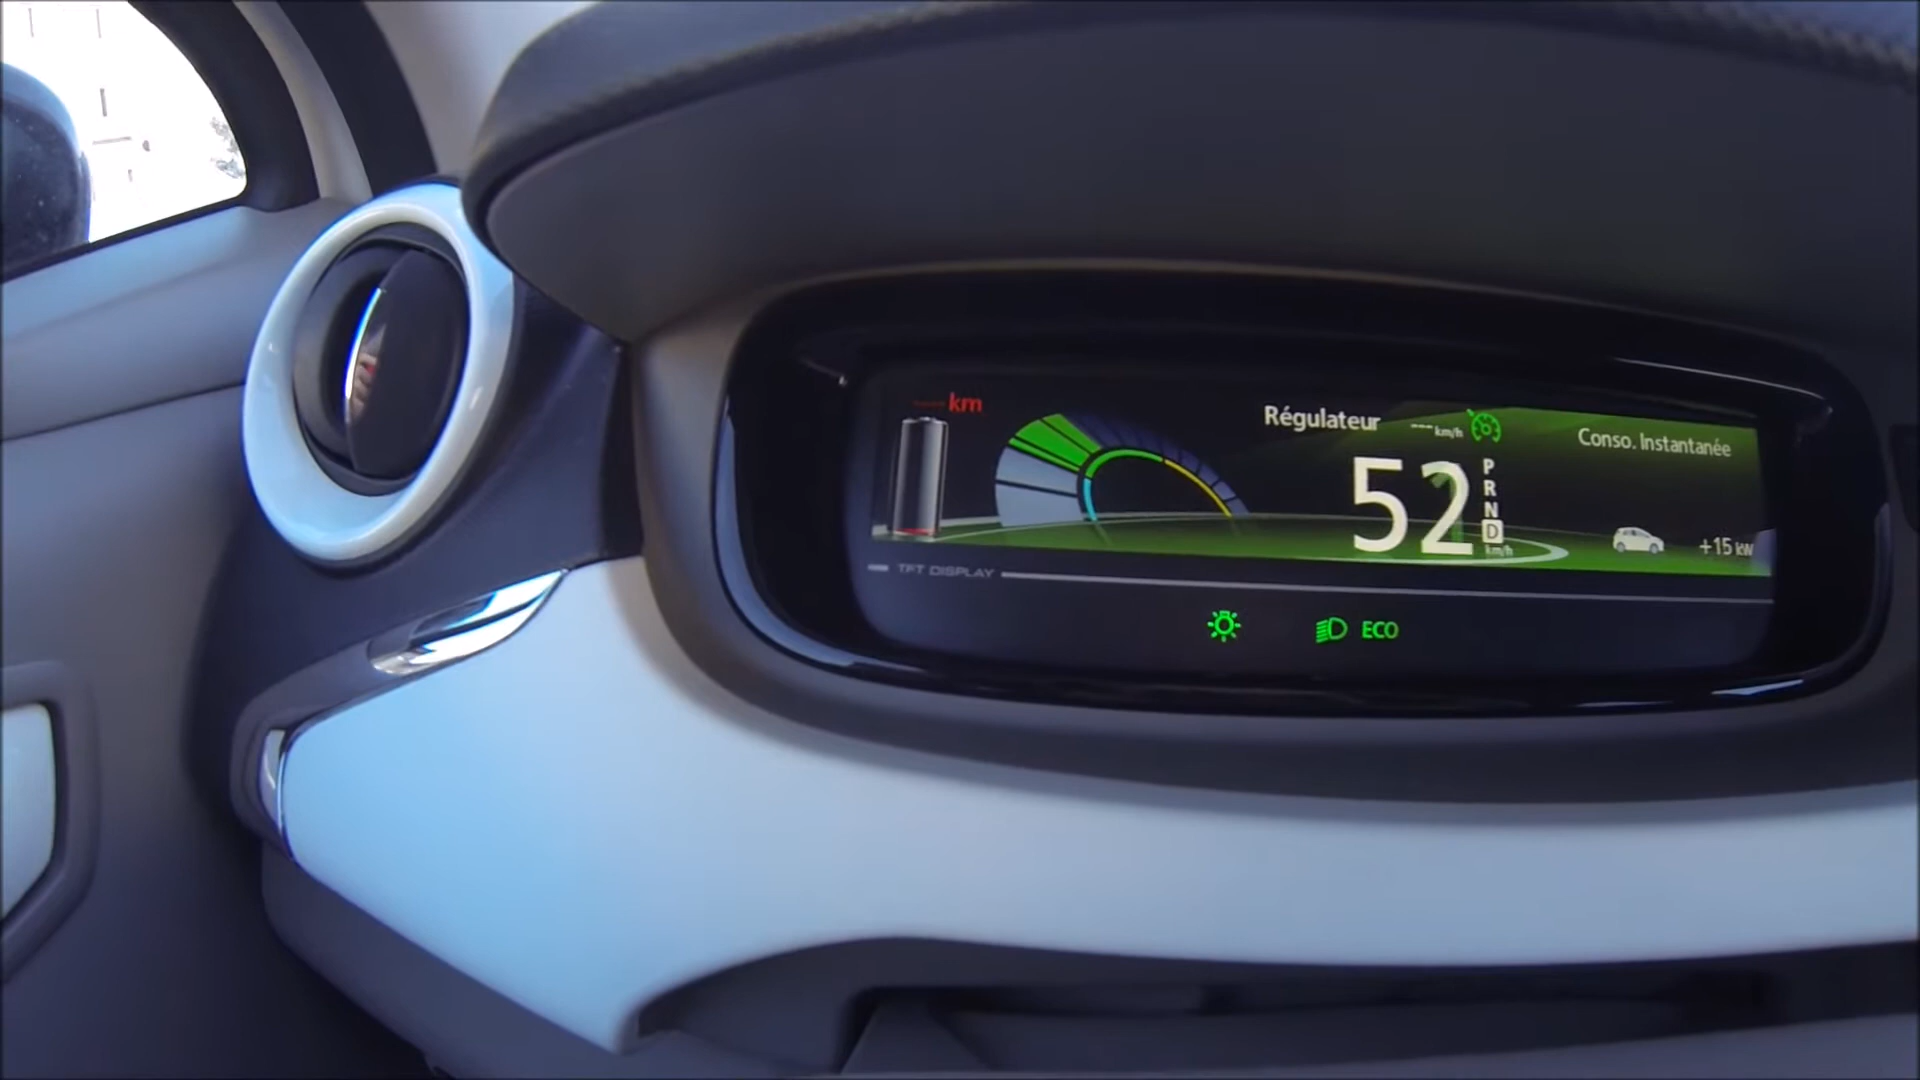 --- km
Régulateur ---km/h
Conso. Instantanée
52
P
R
N
D
km/h
+15 kW
TFT DISPLAY
ECO